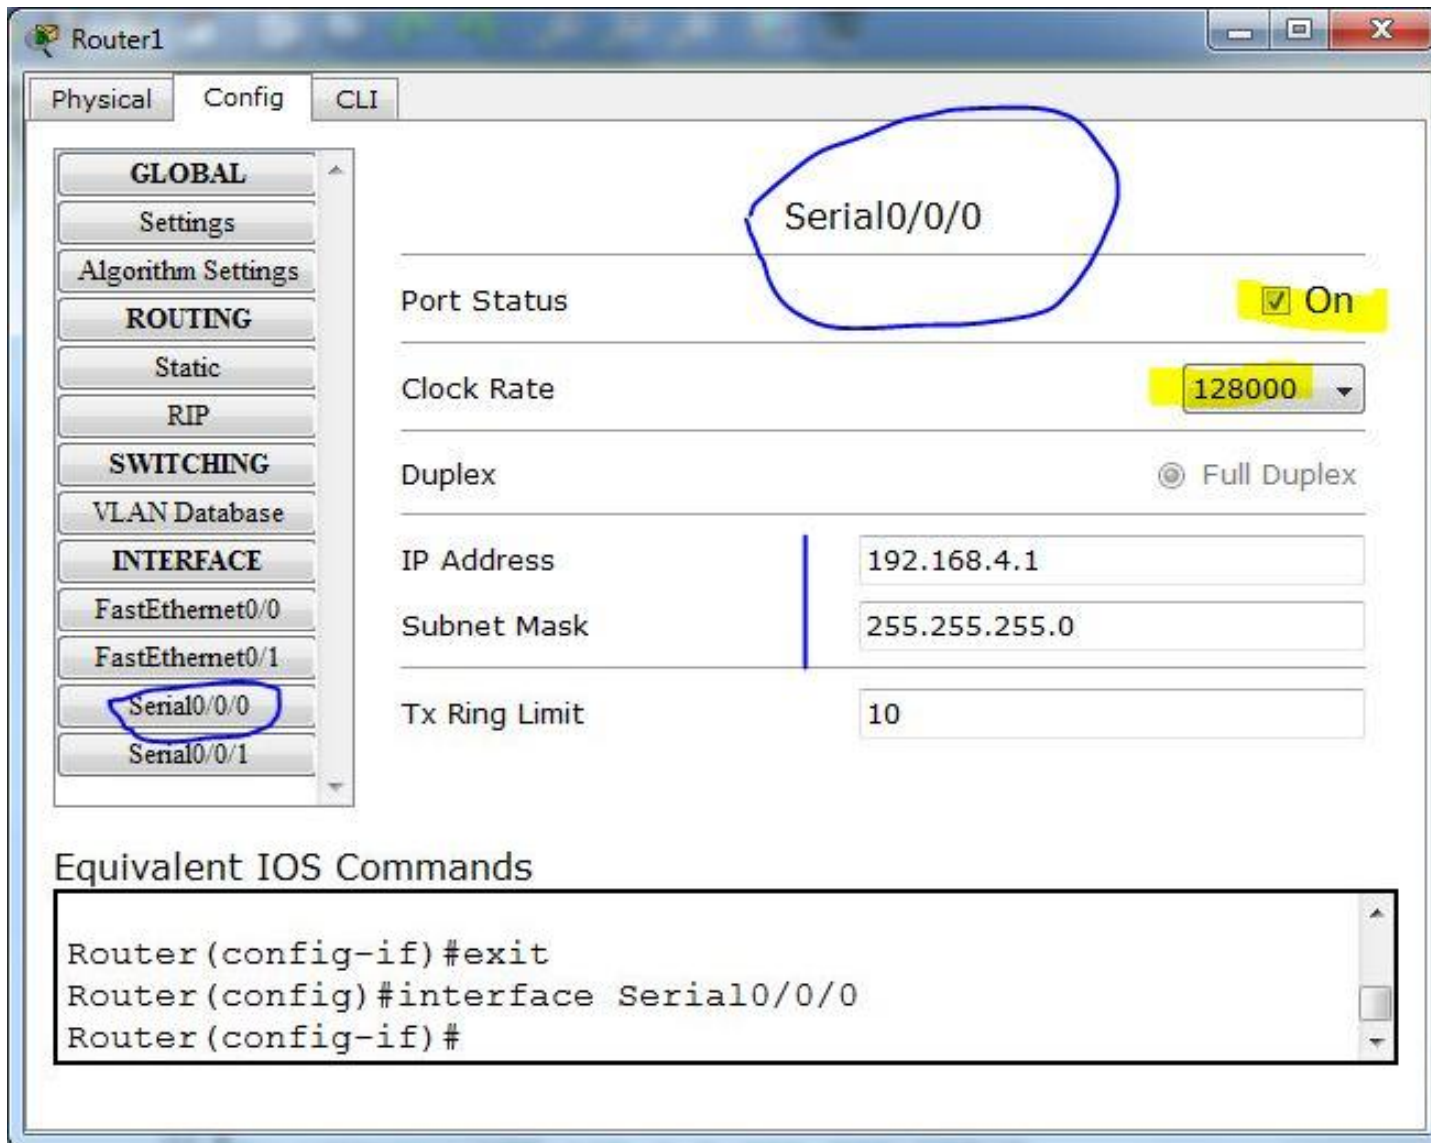 Router1
Physical Config CLI
GLOBAL
Settings
Algorithm Settings
ROUTING
Static
RIP
SWITCHING
VLAN Database
INTERFACE
FastEthernet0/0
FastEthernet0/1
Serial0/0/0
Serial0/0/1
Serial0/0/0
Port Status On
Clock Rate 128000
Duplex Full Duplex
IP Address 192.168.4.1
Subnet Mask 255.255.255.0
Tx Ring Limit 10
Equivalent IOS Commands
Router(config-if)#exit
Router(config)#interface Serial0/0/0
Router(config-if)#